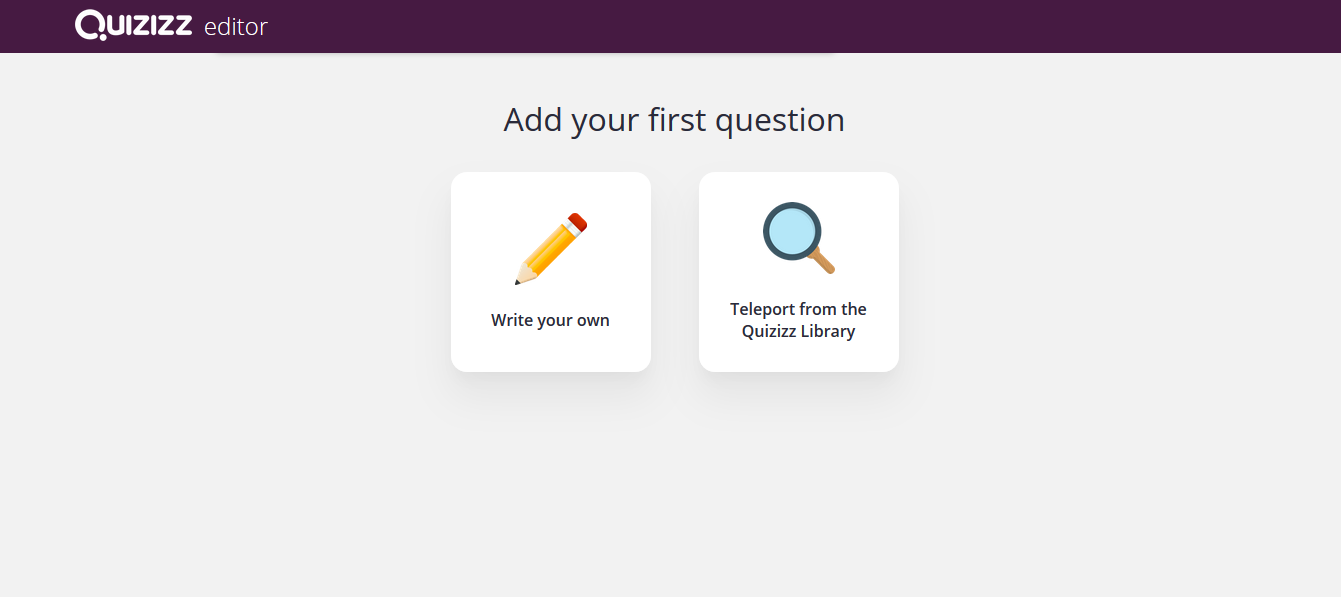 Quizizz editor
Add your first question
Write your own
Teleport from the
Quizizz Library